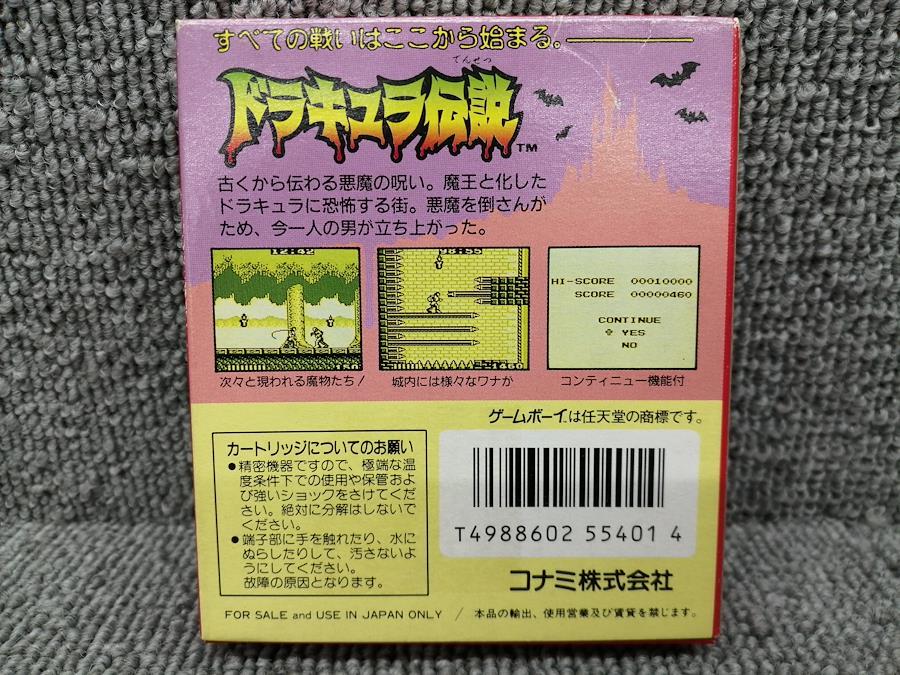 すべての戦いはここから始まる。
てんせつ
ドラキュラ伝説
TM
古くから伝わる悪魔の呪い。魔王と化した
ドラキュラに恐怖する街。悪魔を倒さんが
ため、今一人の男が立ち上がった。
12:42
HI-SCORE 00010000
SCORE 00000460
CONTINUE
YES
NO
次々と現われる魔物たち!
城内には様々なワナが
コンティニュー機能付
ゲームボーイは任天堂の商標です。
カートリッジについてのお願い
●精密機器ですので、極端な温
度条件下での使用や保管およ
び強いショックをさけてくだ
さい。絶対に分解はしないで
ください。
●端子部に手を触れたり、水に
ぬらしたりして、汚さないよ
うにしてください。
故障の原因となります。
T4988602 55401 4
コナミ株式会社
FOR SALE and USE IN JAPAN ONLY / 本品の輸出、使用営業及び賃貸を禁じます。